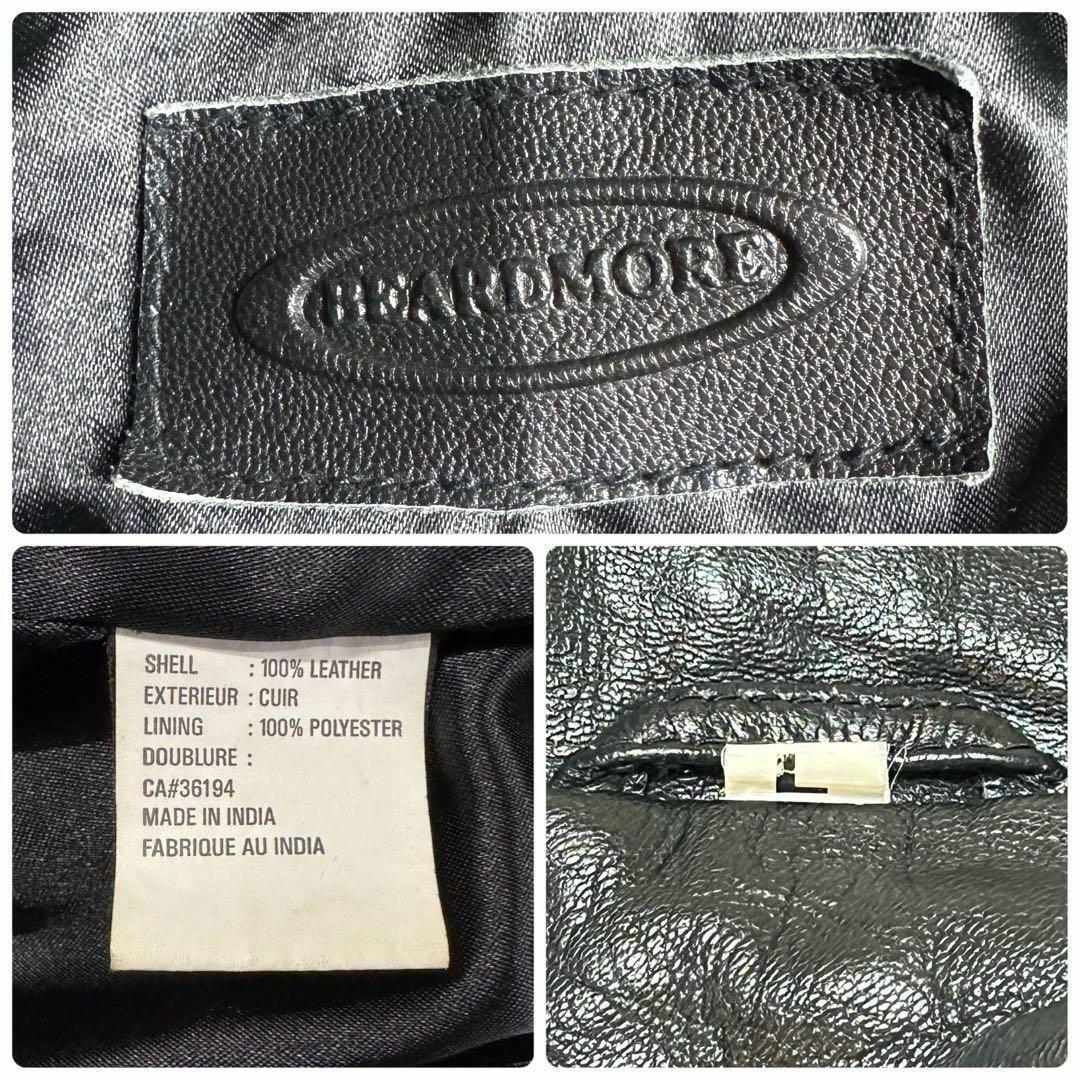 BEARDMORE
SHELL : 100% LEATHER
EXTERIEUR : CUIR
LINING : 100% POLYESTER
DOUBLURE :
CA#36194
MADE IN INDIA
FABRIQUE AU INDIA
L